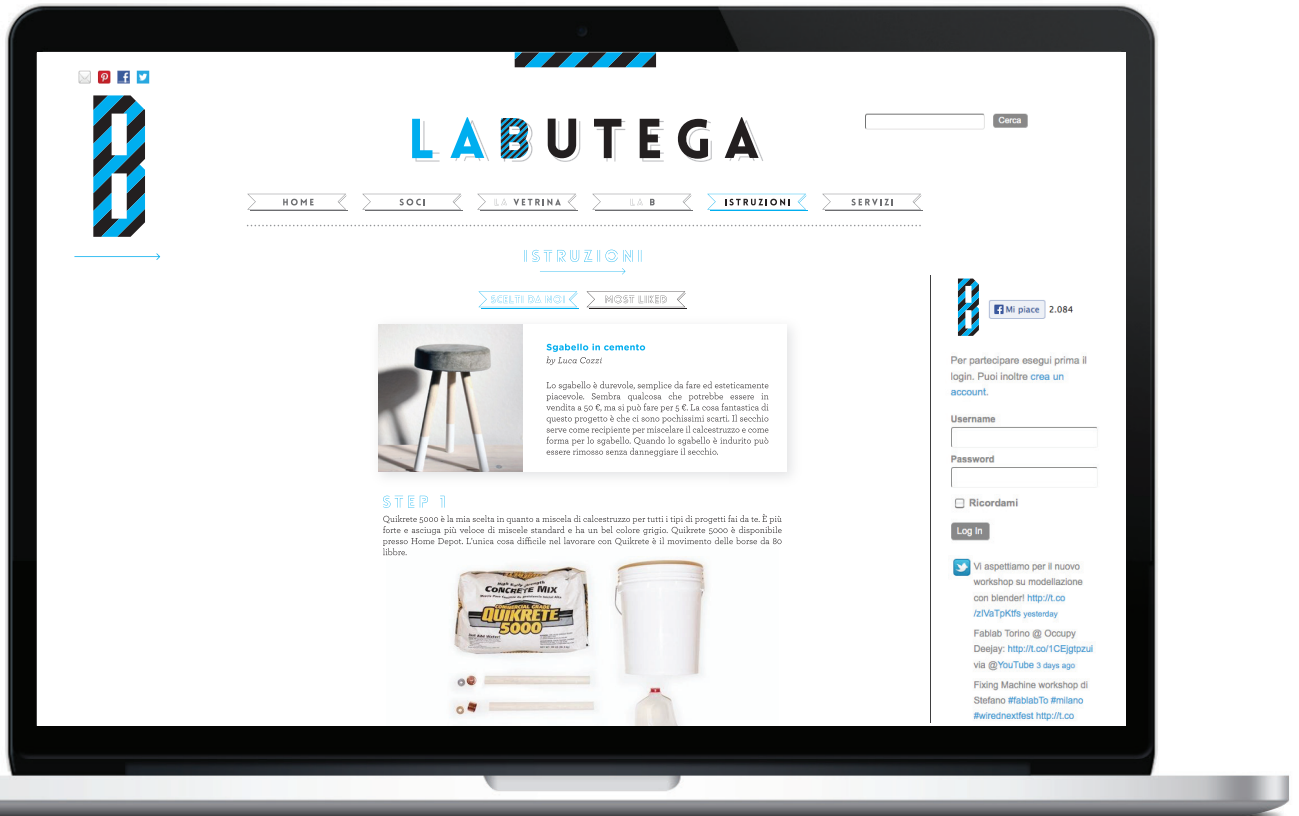 LABUTEGA
Cerca
HOME
SOCI
LA VETRINA
LA B
ISTRUZIONI
SERVIZI
ISTRUZIONI
SCELTI DA NOI
MOST LIKED
Sgabello in cemento
by Luca Cozzi
Lo sgabello è durevole, semplice da fare ed esteticamente
piacevole. Sembra qualcosa che potrebbe essere in
vendita a 50 €, ma si può fare per 5 €. La cosa fantastica di
questo progetto è che ci sono pochissimi scarti. Il secchio
serve come recipiente per miscelare il calcestruzzo e come
forma per lo sgabello. Quando lo sgabello è indurito può
essere rimosso senza danneggiare il secchio.
STEP 1
Quikrete 5000 è la mia scelta in quanto a miscela di calcestruzzo per tutti i tipi di progetti fai da te. È più
forte e asciuga più veloce di miscele standard e ha un bel colore grigio. Quikrete 5000 è disponibile
presso Home Depot. L'unica cosa difficile nel lavorare con Quikrete è il movimento delle borse da 80
libbre.
High Early Strength
CONCRETE MIX
COMMERCIAL GRADE
QUIKRETE
5000
Mi piace 2.084
Per partecipare esegui prima il
login. Puoi inoltre crea un
account.
Username
Password
Ricordami
Log In
Vi aspettiamo per il nuovo
workshop su modellazione
con blender! http://t.co
/zIVaTpKtfs yesterday
Fablab Torino @ Occupy
Deejay: http://t.co/1CEjgtpzui
via @YouTube 3 days ago
Fixing Machine workshop di
Stefano #fablabTo #milano
#wirednextfest http://t.co